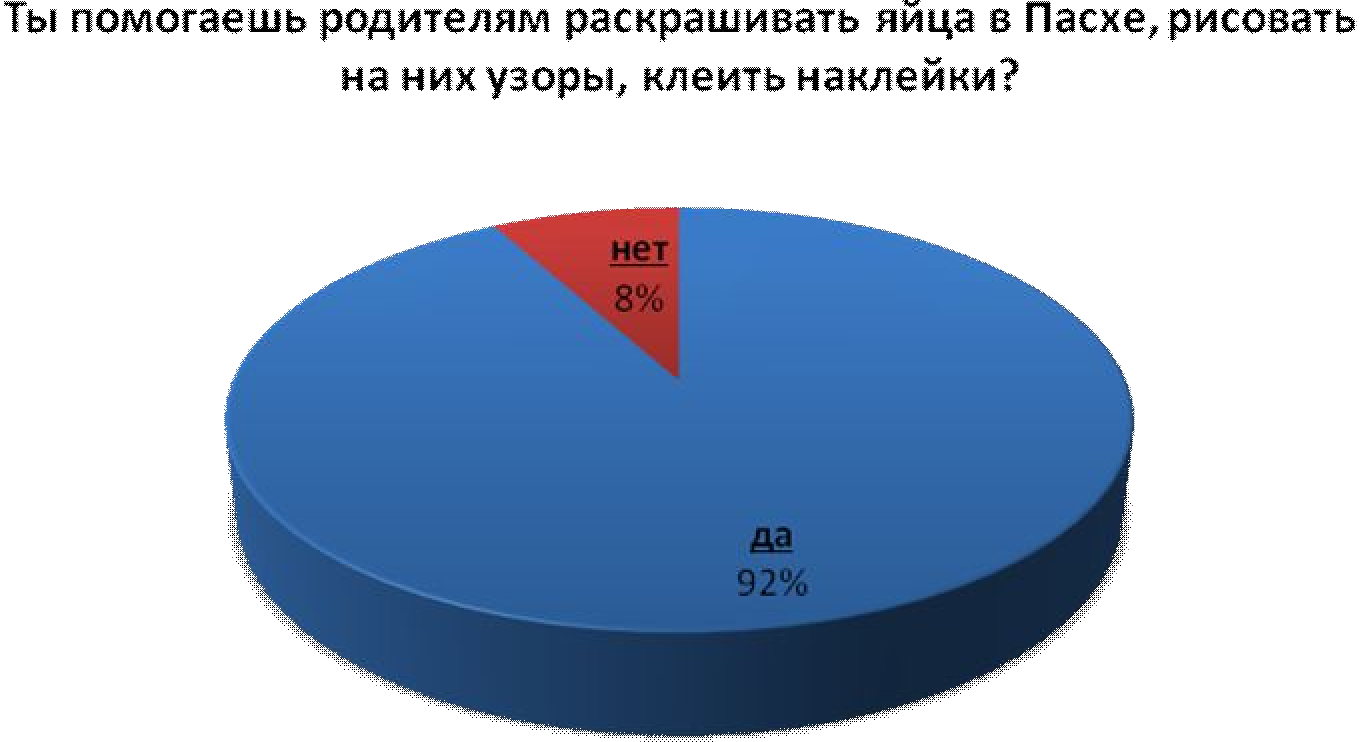 Ты помогаешь родителям раскрашивать яйца в Пасхе, рисовать
на них узоры, клеить наклейки?
нет
8%
да
92%